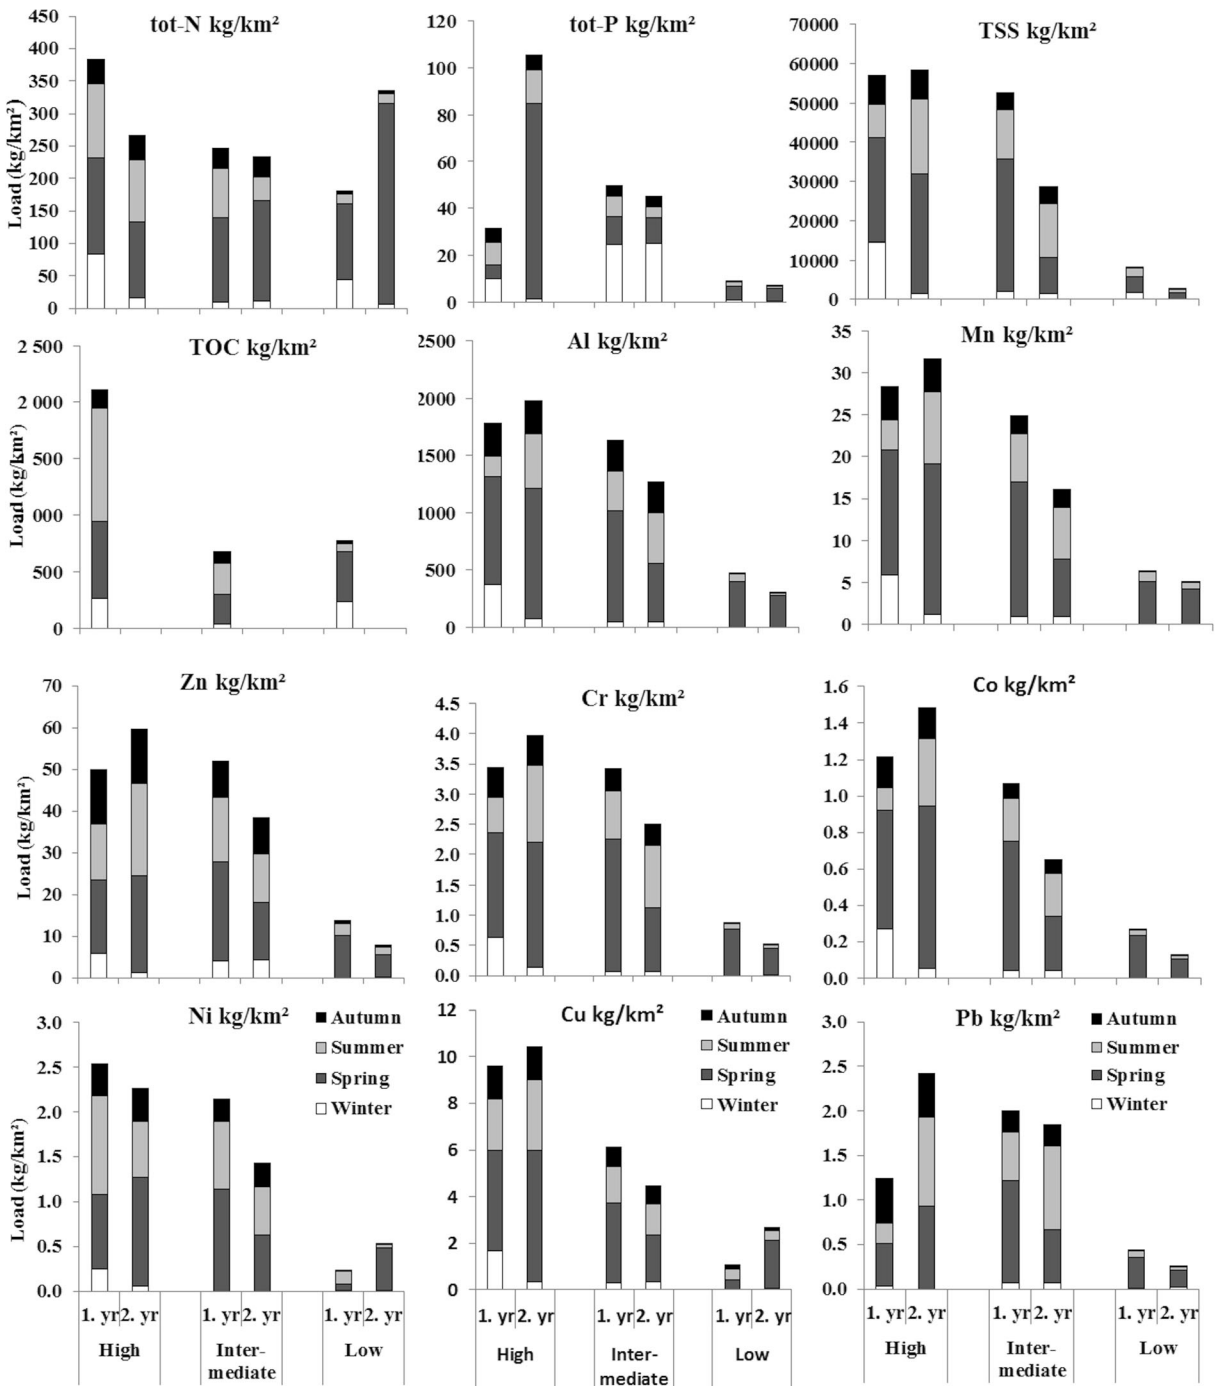 tot-N kg/km²
450
400
350
300
250
200
150
100
50
0
Load (kg/km²)
tot-P kg/km²
120
100
80
60
40
20
0
TSS kg/km²
70000
60000
50000
40000
30000
20000
10000
0
TOC kg/km²
2 500
2 000
500
000
500
0
Load (kg/km²)
Al kg/km²
2500
2000
1500
1000
500
0
Mn kg/km²
35
30
25
20
15
10
5
0
Zn kg/km²
70
60
50
40
30
20
10
0
Load (kg/km²)
Cr kg/km²
4.5
4.0
3.5
3.0
2.5
2.0
1.5
1.0
0.5
0.0
Co kg/km²
1.6
1.4
1.2
1.0
0.8
0.6
0.4
0.2
0.0
Ni kg/km²
3.0
2.5
2.0
1.5
1.0
0.5
0.0
Load (kg/km²)
Autumn
Summer
Spring
Winter
1. yr 2. yr 1. yr 2. yr 1. yr 2. yr
High Inter- Low
mediate
Cu kg/km²
12
10
8
6
4
2
0
Autumn
Summer
Spring
Winter
1. yr 2. yr 1. yr 2. yr 1. yr 2. yr
High Inter- Low
mediate
Pb kg/km²
3.0
2.5
2.0
1.5
1.0
0.5
0.0
Autumn
Summer
Spring
Winter
1. yr 2. yr 1. yr 2. yr 1. yr 2. yr
High Inter- Low
mediate